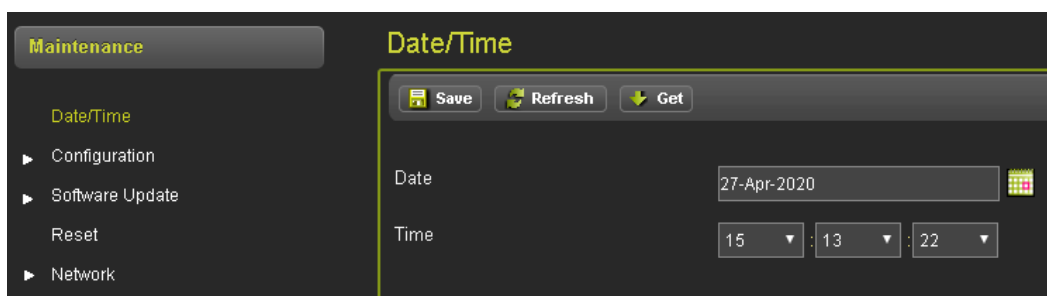 Maintenance
Date/Time
Configuration
Software Update
Reset
Network
Date/Time
Save Refresh Get
Date 27-Apr-2020
Time 15 : 13 : 22